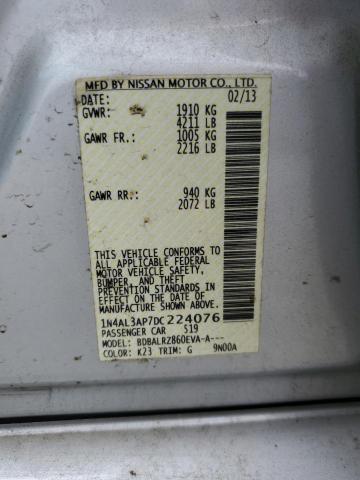 MFD BY NISSAN MOTOR CO., LTD.
DATE: 02/13
GVWR: 1910 KG
4211 LB
GAWR FR: 1005 KG
2216 LB
GAWR RR: 940 KG
2072 LB
THIS VEHICLE CONFORMS TO
ALL APPLICABLE FEDERAL
MOTOR VEHICLE SAFETY,
BUMPER, AND THEFT
PREVENTION STANDARDS IN
EFFECT ON THE DATE OF
MANUFACTURE SHOWN ABOVE.
1N4AL3AP7DC224076
PASSENGER CAR S19
MODEL: BDBALRZ860EVA-A---
COLOR: K23 TRIM: G 9N00A